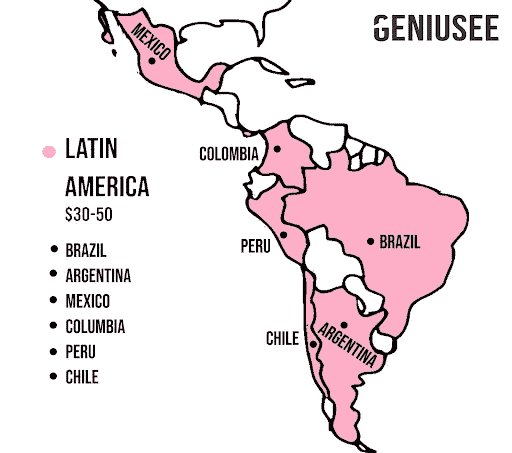 GENIUSEE
MEXICO
LATIN
AMERICA
$30-50
BRAZIL
ARGENTINA
MEXICO
COLUMBIA
PERU
CHILE
COLOMBIA
PERU
BRAZIL
CHILE
ARGENTINA